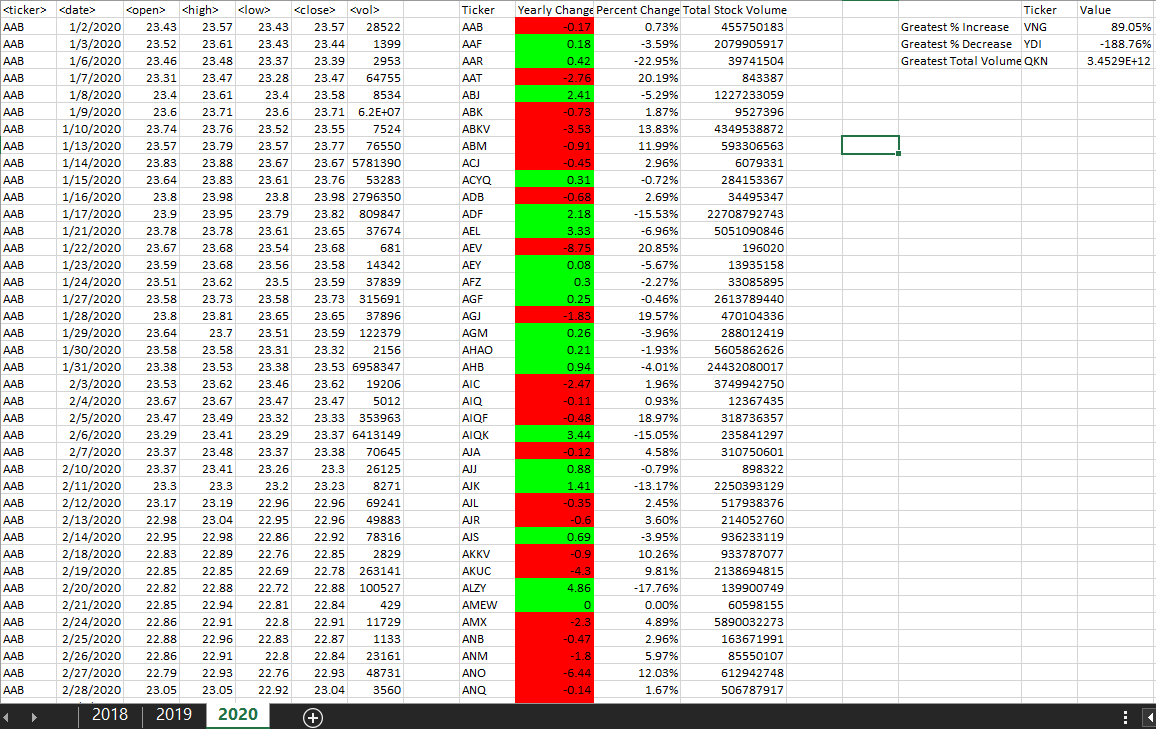 <ticker> <date> <open> <high> <low> <close> <vol> Ticker Yearly Change Percent Change Total Stock Volume Ticker Value
AAB 1/2/2020 23.43 23.57 23.43 23.57 28522 AAB -0.17 0.73% 455750183 Greatest % Increase VNG 89.05%
AAB 1/3/2020 23.52 23.61 23.43 23.44 1399 AAF 0.18 -3.59% 2079905917 Greatest % Decrease YDI -188.76%
AAB 1/6/2020 23.46 23.48 23.37 23.39 2953 AAR 0.42 -22.95% 39741504 Greatest Total Volume QKN 3.4529E+12
AAB 1/7/2020 23.31 23.47 23.28 23.47 64755 AAT -2.76 20.19% 843387
AAB 1/8/2020 23.4 23.61 23.4 23.58 8534 ABJ 2.41 -5.29% 1227233059
AAB 1/9/2020 23.6 23.71 23.6 23.71 6.2E+07 ABK -0.73 1.87% 9527396
AAB 1/10/2020 23.74 23.76 23.52 23.55 7524 ABKV -3.53 13.83% 4349538872
AAB 1/13/2020 23.57 23.79 23.57 23.77 76550 ABM -0.91 11.99% 593306563
AAB 1/14/2020 23.83 23.88 23.67 23.67 5781390 ACJ -0.45 2.96% 6079331
AAB 1/15/2020 23.64 23.83 23.61 23.76 53283 ACYQ 0.31 -0.72% 284153367
AAB 1/16/2020 23.8 23.98 23.8 23.98 2796350 ADB -0.68 2.69% 34495347
AAB 1/17/2020 23.9 23.95 23.79 23.82 809847 ADF 2.18 -15.53% 22708792743
AAB 1/21/2020 23.78 23.78 23.61 23.65 37674 AEL 3.33 -6.96% 5051090846
AAB 1/22/2020 23.67 23.68 23.54 23.68 681 AEV -8.75 20.85% 196020
AAB 1/23/2020 23.59 23.68 23.56 23.58 14342 AEY 0.08 -5.67% 13935158
AAB 1/24/2020 23.51 23.62 23.5 23.59 37839 AFZ 0.3 -2.27% 33085895
AAB 1/27/2020 23.58 23.73 23.58 23.73 315691 AGF 0.25 -0.46% 2613789440
AAB 1/28/2020 23.8 23.81 23.65 23.65 37896 AGJ -1.83 19.57% 470104336
AAB 1/29/2020 23.64 23.7 23.51 23.59 122379 AGM 0.26 -3.96% 288012419
AAB 1/30/2020 23.58 23.58 23.31 23.32 2156 AHAO 0.21 -1.93% 5605862626
AAB 1/31/2020 23.38 23.53 23.38 23.53 6958347 AHB 0.94 -4.01% 24432080017
AAB 2/3/2020 23.53 23.62 23.46 23.62 19206 AIC -2.47 1.96% 3749942750
AAB 2/4/2020 23.67 23.67 23.47 23.47 5012 AIQ -0.11 0.93% 12367435
AAB 2/5/2020 23.47 23.49 23.32 23.33 353963 AIQF -0.48 18.97% 318736357
AAB 2/6/2020 23.29 23.41 23.29 23.37 6413149 AIQK 3.44 -15.05% 235841297
AAB 2/7/2020 23.37 23.48 23.37 23.38 70645 AJA -0.12 4.58% 310750601
AAB 2/10/2020 23.37 23.41 23.26 23.3 26125 AJJ 0.88 -0.79% 898322
AAB 2/11/2020 23.3 23.3 23.2 23.23 8271 AJK 1.41 -13.17% 2250393129
AAB 2/12/2020 23.17 23.19 22.96 22.96 69241 AJL -0.35 2.45% 517938376
AAB 2/13/2020 22.98 23.04 22.95 22.96 49883 AJR -0.6 3.60% 214052760
AAB 2/14/2020 22.95 22.98 22.86 22.92 78316 AJS 0.69 -3.95% 936233119
AAB 2/18/2020 22.83 22.89 22.76 22.85 2829 AKKV -0.9 10.26% 933787077
AAB 2/19/2020 22.85 22.85 22.69 22.78 263141 AKUC -4.3 9.81% 2138694815
AAB 2/20/2020 22.82 22.88 22.72 22.88 100527 ALZY 4.86 -17.76% 139900749
AAB 2/21/2020 22.85 22.94 22.81 22.84 429 AMEW 0 0.00% 60598155
AAB 2/24/2020 22.86 22.91 22.8 22.91 11729 AMX -2.3 4.89% 5890032273
AAB 2/25/2020 22.88 22.96 22.83 22.87 1133 ANB -0.47 2.96% 163671991
AAB 2/26/2020 22.86 22.91 22.8 22.84 23161 ANM -1.8 5.97% 85550107
AAB 2/27/2020 22.79 22.93 22.76 22.93 48731 ANO -6.44 12.03% 612942748
AAB 2/28/2020 23.05 23.05 22.92 23.04 3560 ANQ -0.14 1.67% 506787917
2018 2019 2020